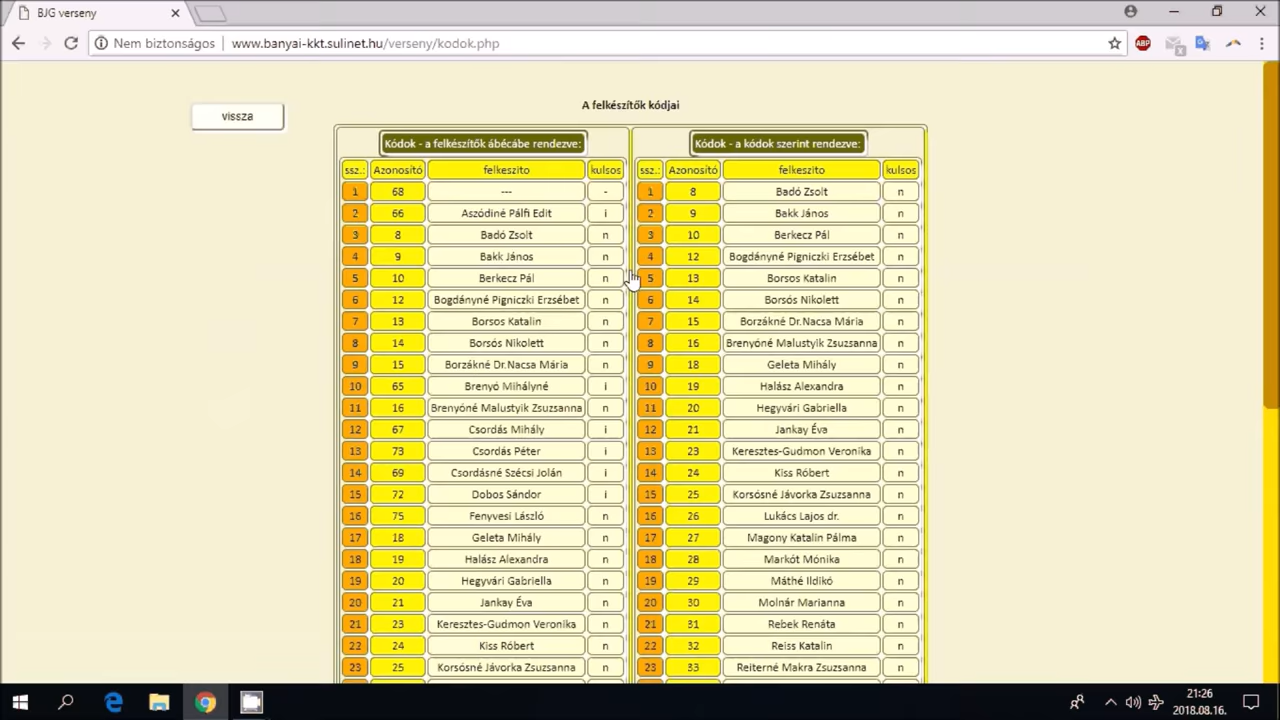 BJG verseny
Nem biztonságos www.banyai-kkt.sulinet.hu/verseny/kodok.php
ABP
vissza
A felkészítők kódjai
Kódok - a felkészítők ábécábe rendezve:
ssz.: Azonosító felkeszito kulsos
1 68 --- -
2 66 Aszódiné Pálfi Edit i
3 8 Badó Zsolt n
4 9 Bakk János n
5 10 Berkecz Pál n
6 12 Bogdányné Pigniczki Erzsébet n
7 13 Borsos Katalin n
8 14 Borsós Nikolett n
9 15 Borzákné Dr.Nacsa Mária n
10 65 Brenyó Mihályné i
11 16 Brenyóné Malustyik Zsuzsanna n
12 67 Csordás Mihály i
13 73 Csordás Péter i
14 69 Csordásné Szécsi Jolán i
15 72 Dobos Sándor i
16 75 Fenyvesi László n
17 18 Geleta Mihály n
18 19 Halász Alexandra n
19 20 Hegyvári Gabriella n
20 21 Jankay Éva n
21 23 Keresztes-Gudmon Veronika n
22 24 Kiss Róbert n
23 25 Korsósné Jávorka Zsuzsanna n
Kódok - a kódok szerint rendezve:
ssz.: Azonosító felkeszito kulsos
1 8 Badó Zsolt n
2 9 Bakk János n
3 10 Berkecz Pál n
4 12 Bogdányné Pigniczki Erzsébet n
5 13 Borsos Katalin n
6 14 Borsós Nikolett n
7 15 Borzákné Dr.Nacsa Mária n
8 16 Brenyóné Malustyik Zsuzsanna n
9 18 Geleta Mihály n
10 19 Halász Alexandra n
11 20 Hegyvári Gabriella n
12 21 Jankay Éva n
13 23 Keresztes-Gudmon Veronika n
14 24 Kiss Róbert n
15 25 Korsósné Jávorka Zsuzsanna n
16 26 Lukács Lajos dr. n
17 27 Magony Katalin Pálma n
18 28 Markót Mónika n
19 29 Máthé Ildikó n
20 30 Molnár Marianna n
21 31 Rebek Renáta n
22 32 Reiss Katalin n
23 33 Reiterné Makra Zsuzsanna n
21:26
2018.08.16.